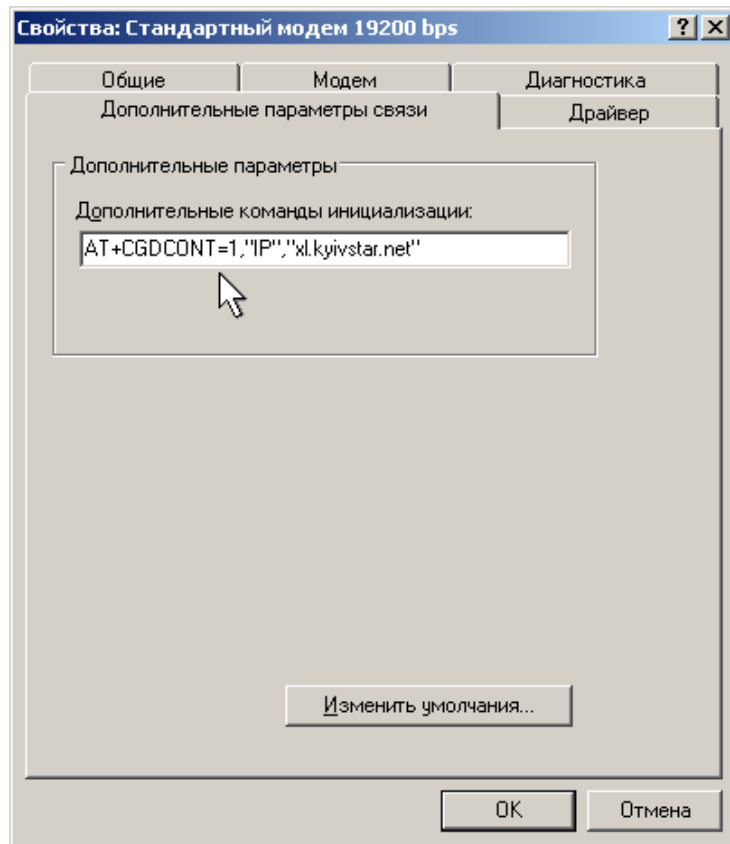 Свойства: Стандартный модем 19200 bps
Общие Модем Диагностика
Дополнительные параметры связи Драйвер
Дополнительные параметры
Дополнительные команды инициализации:
AT+CGDCONT=1,"IP","xl.kyivstar.net"
Изменить умолчания...
OK Отмена